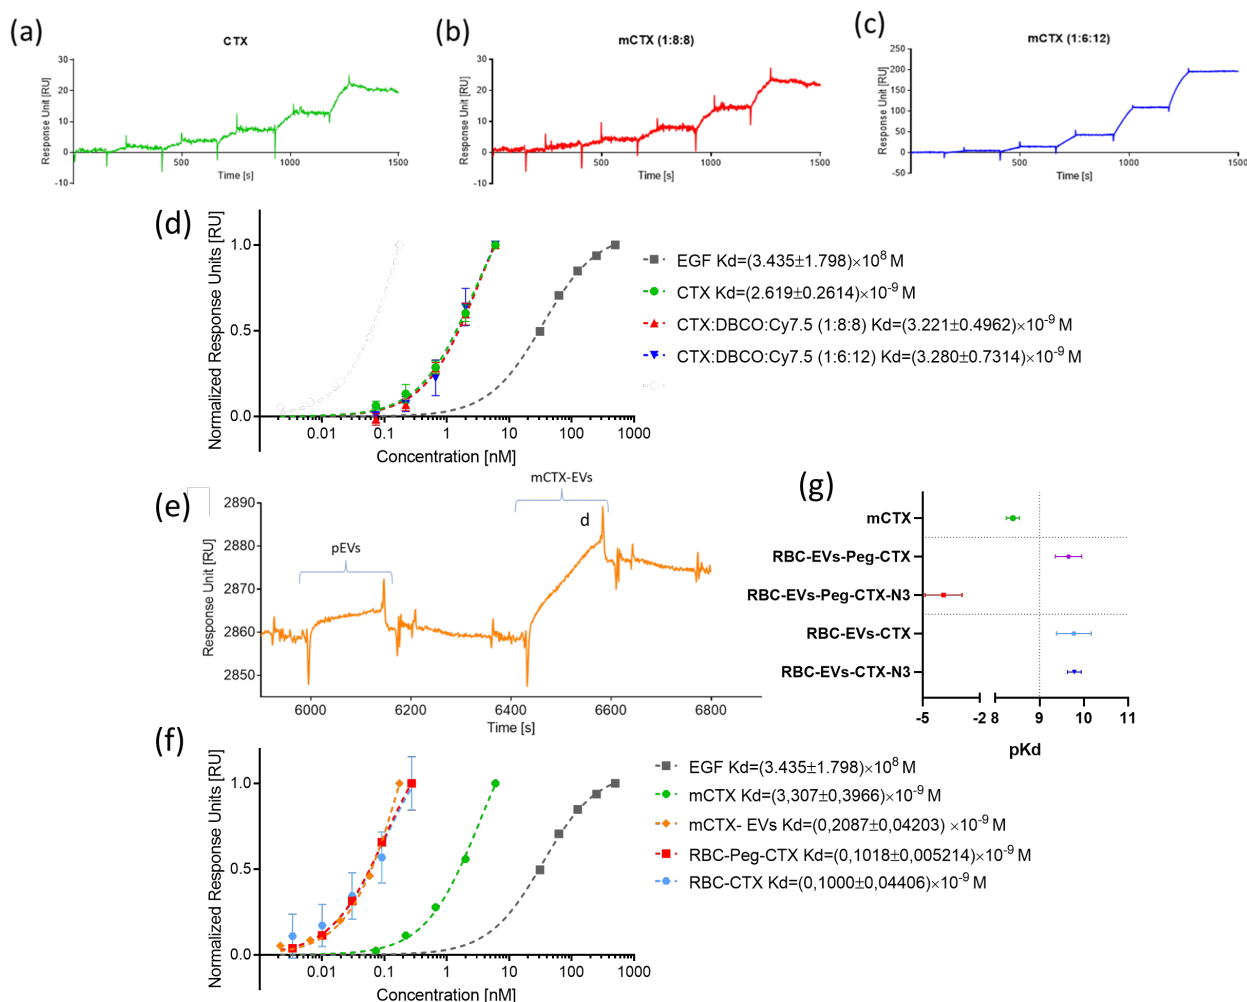 (a)
CTX
Response Unit [RU]
30
20
10
0
-10
500
1000
1500
Time [s]
(b)
mCTX (1:8:8)
Response Unit [RU]
30
20
10
0
-10
500
1000
1500
Time [s]
(c)
mCTX (1:6:12)
Response Unit [RU]
250
200
150
100
50
0
-50
500
1000
1500
Time [s]
(d)
Normalized Response Units [RU]
1.0
0.5
0.0
0.01
0.1
1
10
100
1000
Concentration [nM]
EGF Kd=(3.435±1.798)×10⁸ M
CTX Kd=(2.619±0.2614)×10⁻⁹ M
CTX:DBCO:Cy7.5 (1:8:8) Kd=(3.221±0.4962)×10⁻⁹ M
CTX:DBCO:Cy7.5 (1:6:12) Kd=(3.280±0.7314)×10⁻⁹ M
(e)
Response Unit [RU]
2890
2880
2870
2860
2850
pEVs
mCTX-EVs
d
6000
6200
6400
6600
6800
Time [s]
(g)
mCTX
RBC-EVs-Peg-CTX
RBC-EVs-Peg-CTX-N3
RBC-EVs-CTX
RBC-EVs-CTX-N3
-5
-2
8
9
10
11
pKd
(f)
Normalized Response Units [RU]
1.0
0.5
0.0
0.01
0.1
1
10
100
1000
Concentration [nM]
EGF Kd=(3.435±1.798)×10⁸ M
mCTX Kd=(3,307±0,3966)×10⁻⁹ M
mCTX- EVs Kd=(0,2087±0,04203) ×10⁻⁹ M
RBC-Peg-CTX Kd=(0,1018±0,005214)×10⁻⁹ M
RBC-CTX Kd=(0,1000±0,04406)×10⁻⁹ M